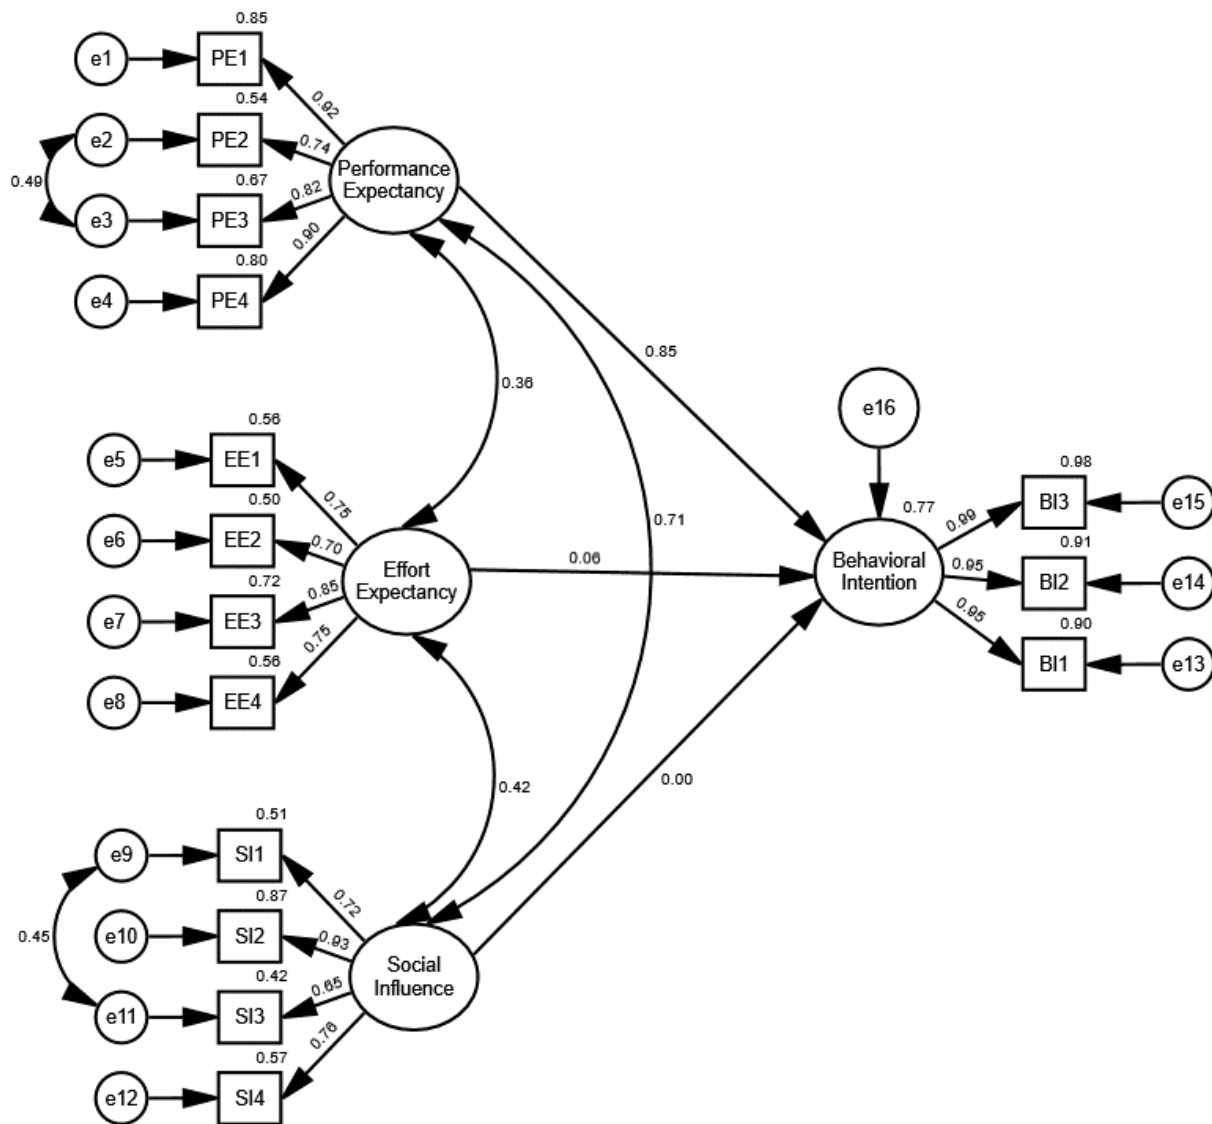 0.85
e1
PE1
0.92
0.54
e2
PE2
0.74
0.49
0.67
e3
PE3
0.82
0.80
e4
PE4
0.90
Performance
Expectancy
0.85
0.36
0.71
0.56
e5
EE1
0.75
0.50
e6
EE2
0.70
0.72
e7
EE3
0.85
0.56
e8
EE4
0.75
Effort
Expectancy
0.06
0.42
0.00
0.51
e9
SI1
0.72
0.87
e10
SI2
0.93
0.45
0.42
e11
SI3
0.65
0.57
e12
SI4
0.76
Social
Influence
e16
0.77
Behavioral
Intention
0.98
0.99
BI3
e15
0.91
0.95
BI2
e14
0.90
0.95
BI1
e13